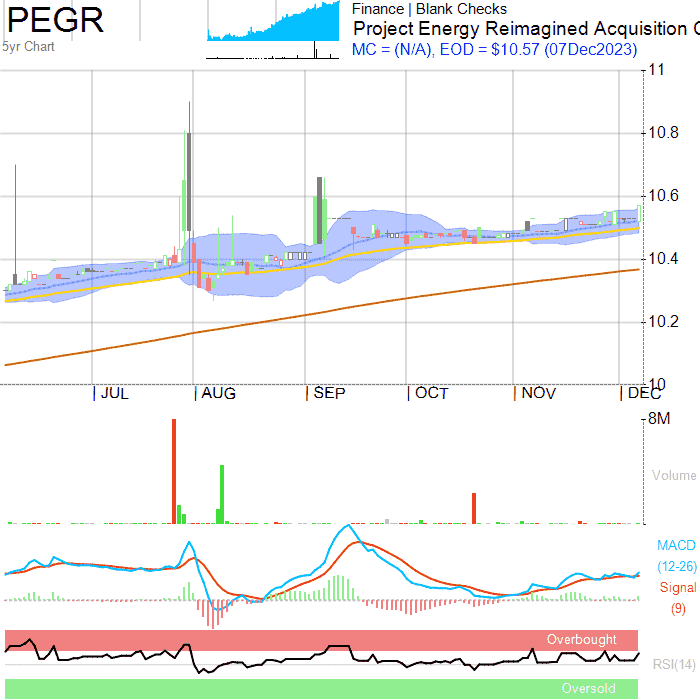 PEGR
5yr Chart
Finance | Blank Checks
Project Energy Reimagined Acquisition C
MC = (N/A), EOD = $10.57 (07Dec2023)
11
10.8
10.6
10.4
10.2
10
JUL AUG SEP OCT NOV DEC
8M
Volume
MACD
(12-26)
Signal
(9)
Overbought
RSI(14)
Oversold